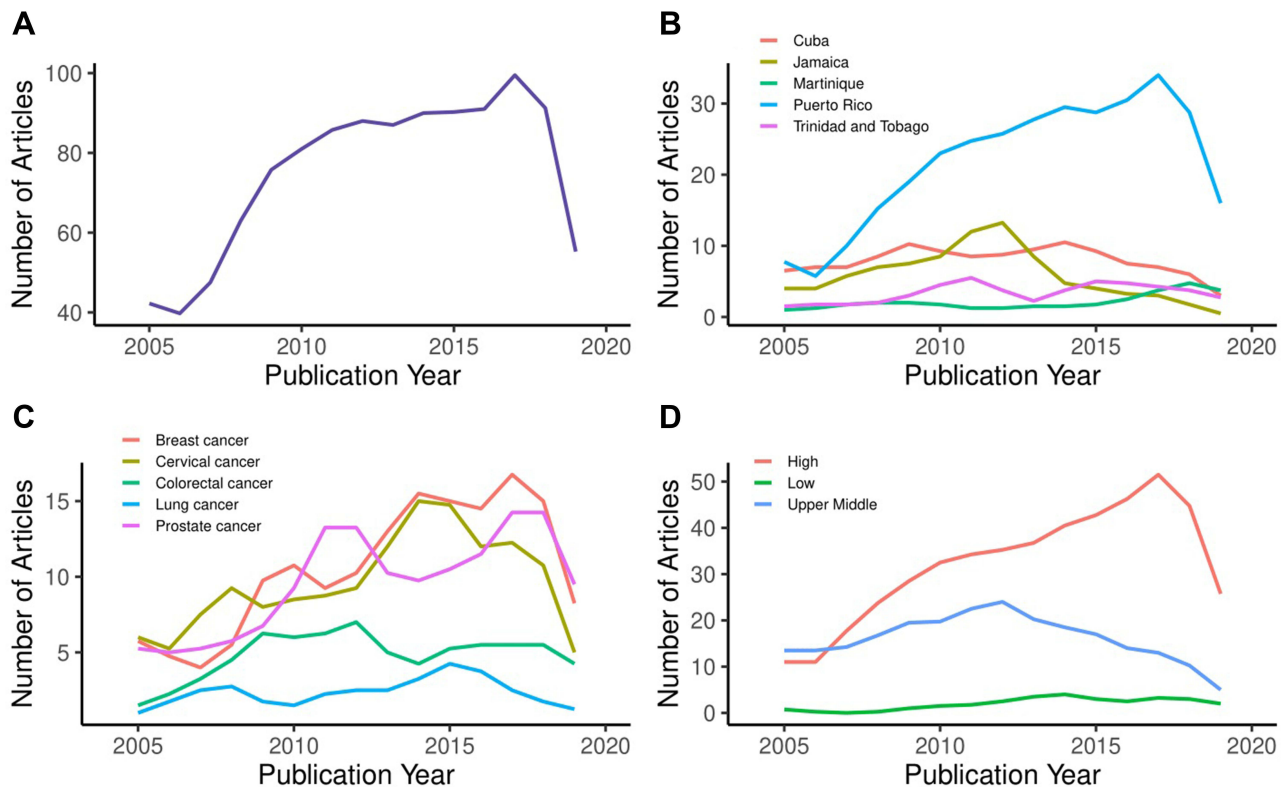 A
Number of Articles
100
80
60
40
2005
2010
2015
2020
Publication Year
B
Cuba
Jamaica
Martinique
Puerto Rico
Trinidad and Tobago
Number of Articles
30
20
10
0
2005
2010
2015
2020
Publication Year
C
Breast cancer
Cervical cancer
Colorectal cancer
Lung cancer
Prostate cancer
Number of Articles
15
10
5
2005
2010
2015
2020
Publication Year
D
High
Low
Upper Middle
Number of Articles
50
40
30
20
10
0
2005
2010
2015
2020
Publication Year